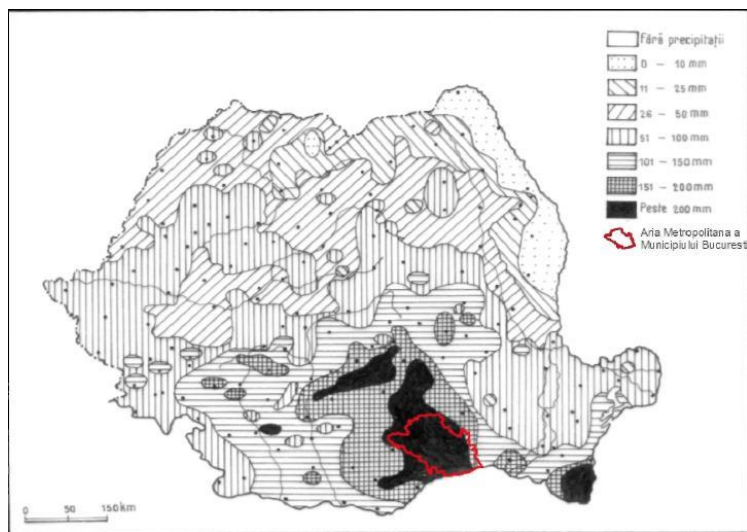 Fără precipitații
0 – 10 mm
11 – 25 mm
26 – 50 mm
51 – 100 mm
101 – 150 mm
151 – 200 mm
Peste 200 mm
Aria Metropolitana a
Municipiului Bucuresti
0 50 150 km